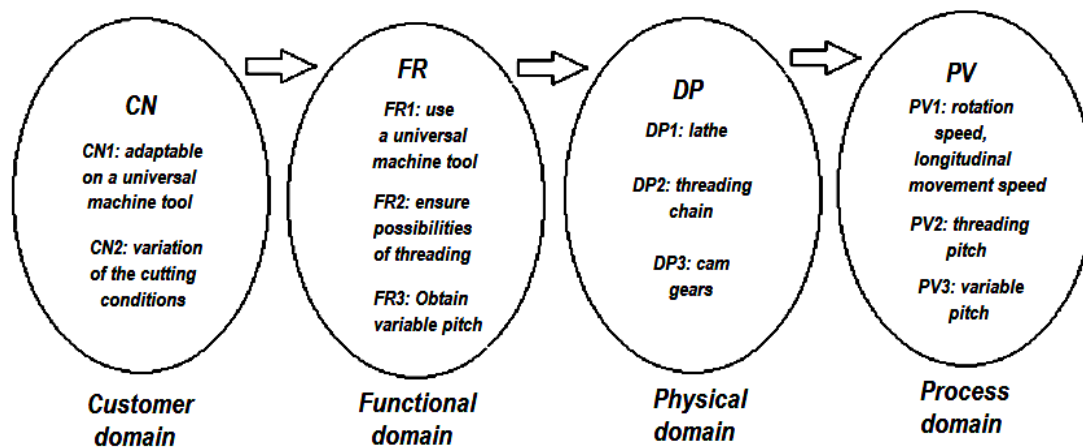 CN
CN1: adaptable
on a universal
machine tool
CN2: variation
of the cutting
conditions
Customer
domain
FR
FR1: use
a universal
machine tool
FR2: ensure
possibilities
of threading
FR3: Obtain
variable pitch
Functional
domain
DP
DP1: lathe
DP2: threading
chain
DP3: cam
gears
Physical
domain
PV
PV1: rotation
speed,
longitudinal
movement speed
PV2: threading
pitch
PV3: variable
pitch
Process
domain